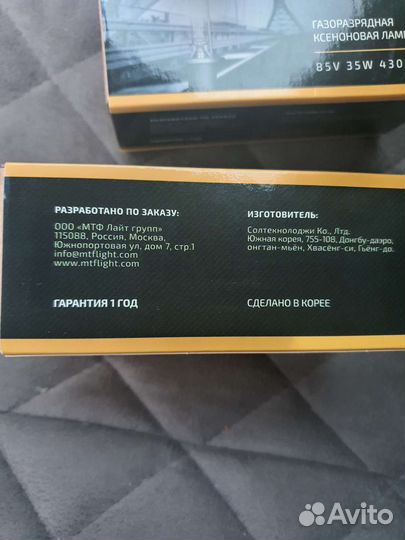 ГАЗОРАЗРЯДНАЯ
КСЕНОНОВАЯ ЛАМ
85V 35W 430
РАЗРАБОТАНО ПО ЗАКАЗУ:
ООО «МТФ Лайт групп»
115088, Россия, Москва,
Южнопортовая ул, дом 7, стр.1
info@mtflight.com
www.mtflight.com
ГАРАНТИЯ 1 ГОД
ИЗГОТОВИТЕЛЬ:
Солтекнолоджи Ко., Лтд.
Южная корея, 755-108, Донгбу-даэро,
онгтан-мьён, Хвасёнг-си, Гьёнг-до.
СДЕЛАНО В КОРЕЕ
Avito